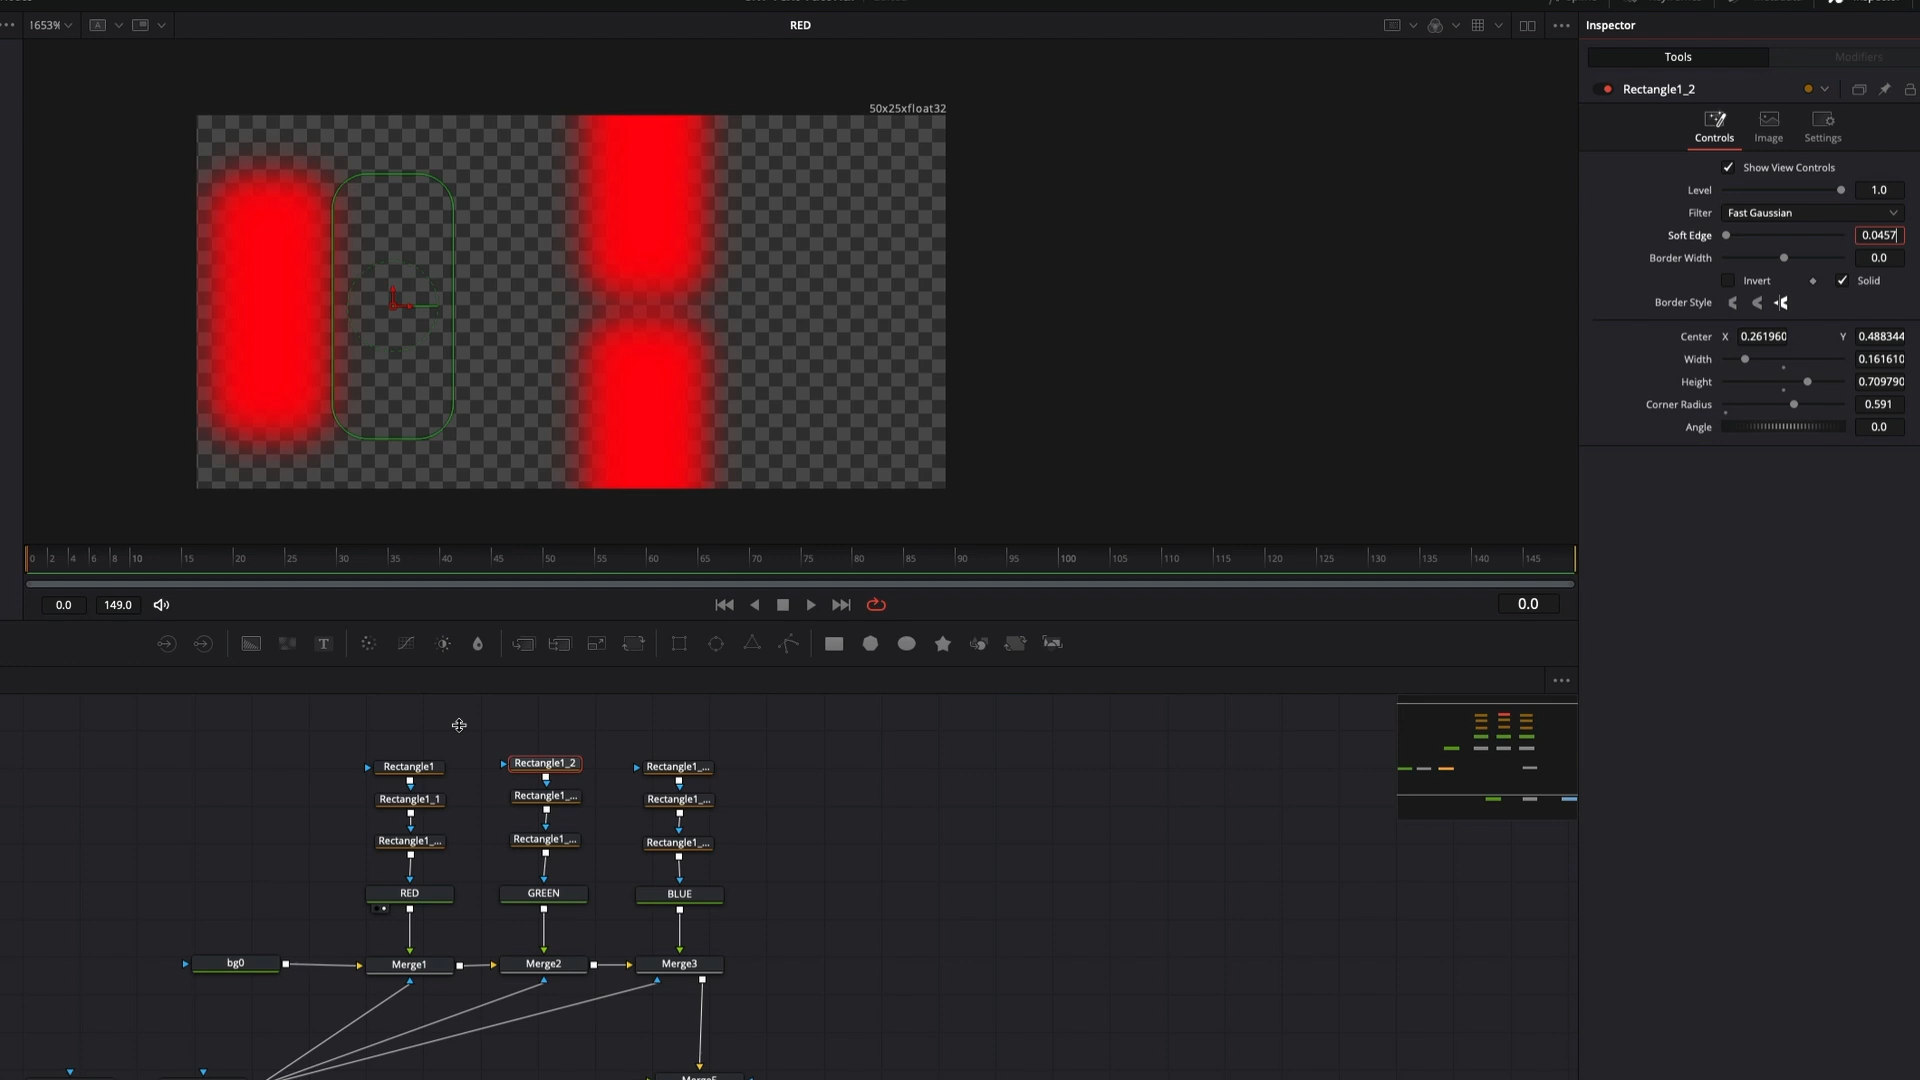 1653%
A
RED
Inspector
Tools
Modifiers
Rectangle1_2
50x25xfloat32
Controls
Image
Settings
Show View Controls
Level
1.0
Filter
Fast Gaussian
Soft Edge
0.0457
Border Width
0.0
Invert
Solid
Border Style
Center
X
0.261960
Y
0.488344
Width
0.161610
Height
0.709790
Corner Radius
0.591
Angle
0.0
0 2 4 6 8 10 15 20 25 30 35 40 45 50 55 60 65 70 75 80 85 90 95 100 105 110 115 120 125 130 135 140 145
0.0
149.0
0.0
T
Rectangle1
Rectangle1_2
Rectangle1_...
Rectangle1_1
Rectangle1_...
Rectangle1_...
Rectangle1_...
Rectangle1_...
Rectangle1_...
RED
GREEN
BLUE
bg0
Merge1
Merge2
Merge3